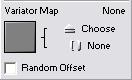 Variator Map None
Choose
None
Random Offset